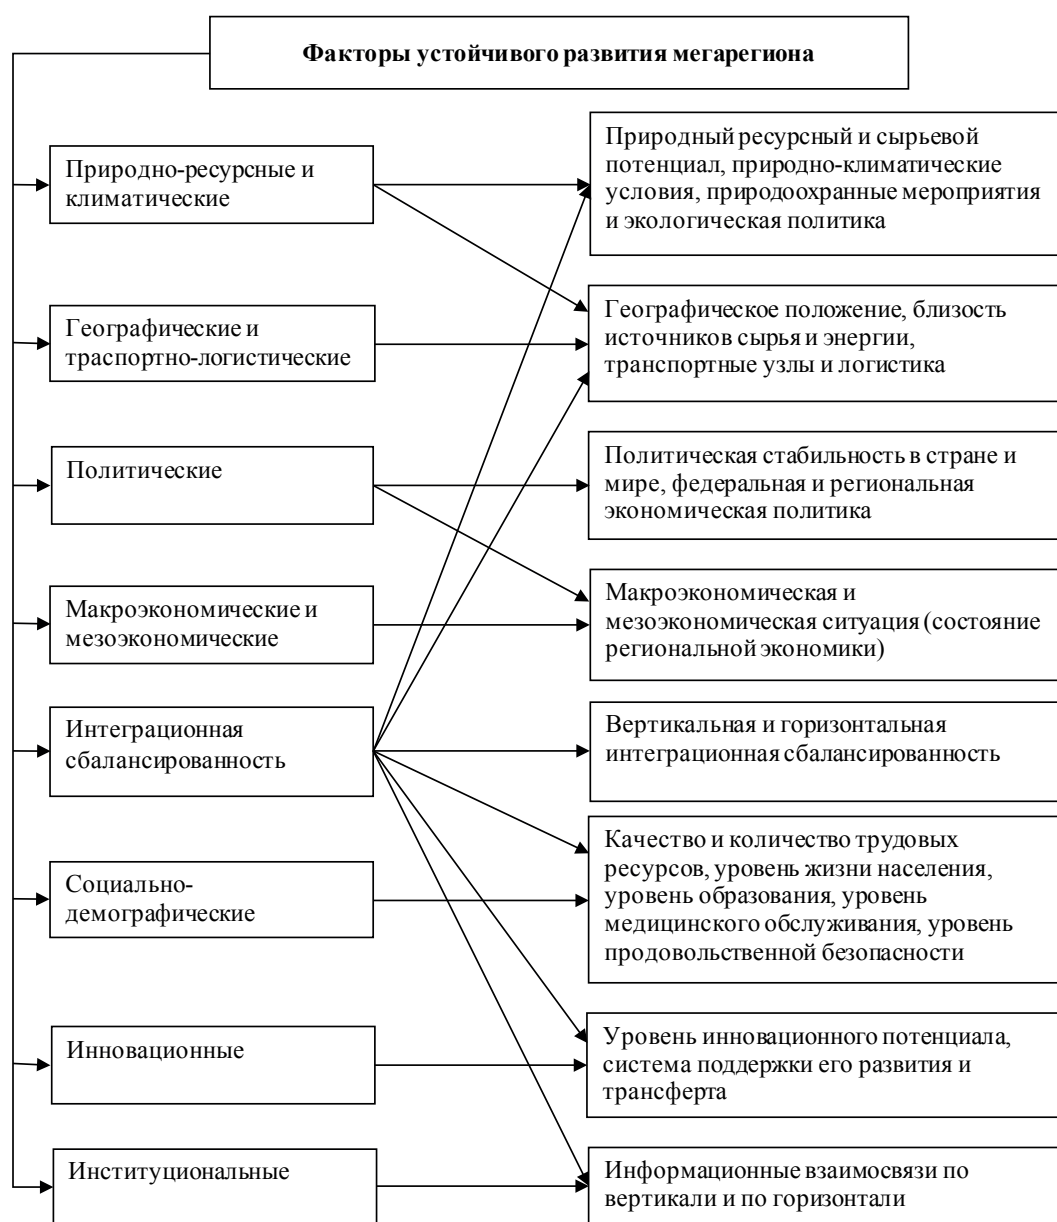 Факторы устойчивого развития мегарегиона
Природно-ресурсные и
климатические
Природный ресурсный и сырьевой
потенциал, природно-климатические
условия, природоохранные мероприятия
и экологическая политика
Географические и
траспортно-логистические
Географическое положение, близость
источников сырья и энергии,
транспортные узлы и логистика
Политические
Политическая стабильность в стране и
мире, федеральная и региональная
экономическая политика
Макроэкономические и
мезоэкономические
Макроэкономическая и
мезоэкономическая ситуация (состояние
региональной экономики)
Интеграционная
сбалансированность
Вертикальная и горизонтальная
интеграционная сбалансированность
Социально-
демографические
Качество и количество трудовых
ресурсов, уровень жизни населения,
уровень образования, уровень
медицинского обслуживания, уровень
продовольственной безопасности
Инновационные
Уровень инновационного потенциала,
система поддержки его развития и
трансферта
Институциональные
Информационные взаимосвязи по
вертикали и по горизонтали